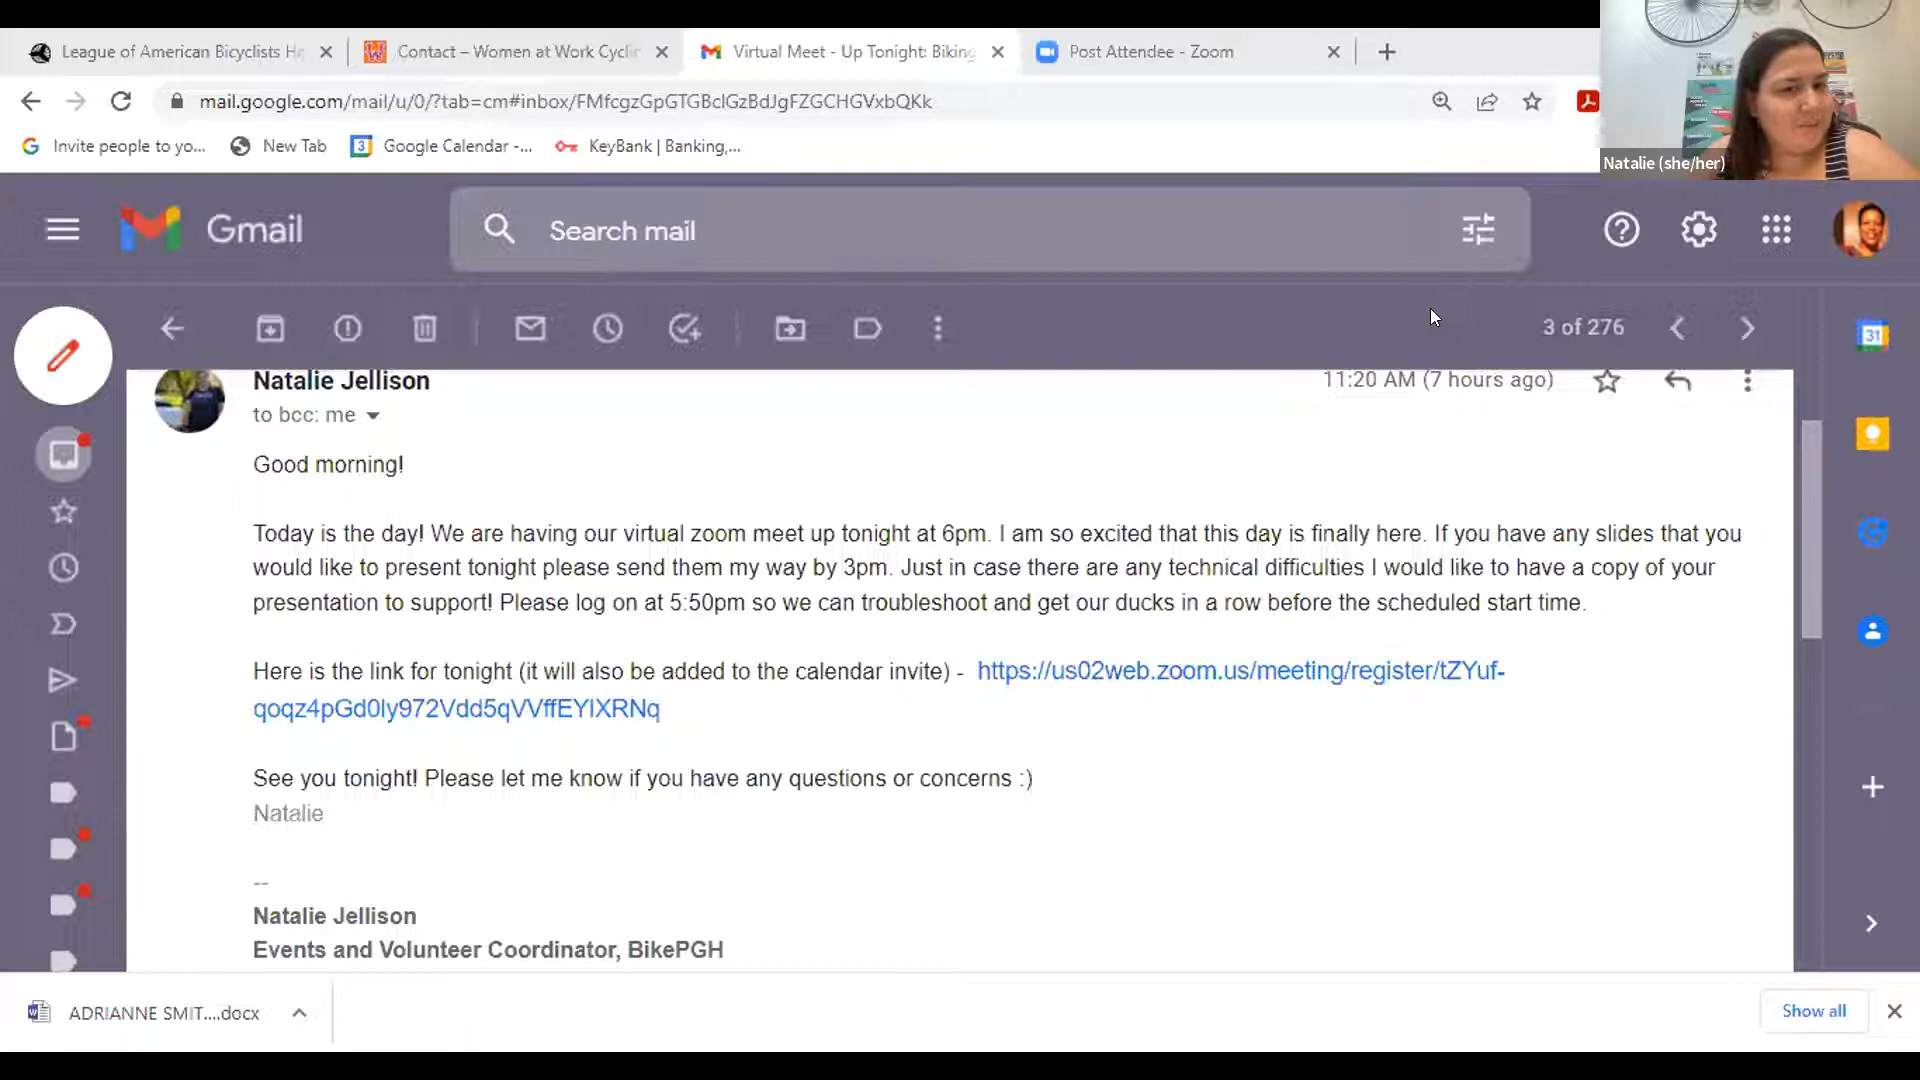 League of American Bicyclists Ho
Contact – Women at Work Cyclin
Virtual Meet - Up Tonight: Biking
Post Attendee - Zoom
mail.google.com/mail/u/0/?tab=cm#inbox/FMfcgzGpGTGBclGzBdJgFZGCHGVxbQKk
Invite people to yo...
New Tab
Google Calendar -...
KeyBank | Banking,...
Natalie (she/her)
Gmail
Search mail
3 of 276
31
Natalie Jellison
11:20 AM (7 hours ago)
to bcc: me
Good morning!
Today is the day! We are having our virtual zoom meet up tonight at 6pm. I am so excited that this day is finally here. If you have any slides that you
would like to present tonight please send them my way by 3pm. Just in case there are any technical difficulties I would like to have a copy of your
presentation to support! Please log on at 5:50pm so we can troubleshoot and get our ducks in a row before the scheduled start time.
Here is the link for tonight (it will also be added to the calendar invite) - https://us02web.zoom.us/meeting/register/tZYuf-
qoqz4pGd0ly972Vdd5qVVffEYlXRNq
See you tonight! Please let me know if you have any questions or concerns :)
Natalie
--
Natalie Jellison
Events and Volunteer Coordinator, BikePGH
ADRIANNE SMIT....docx
Show all